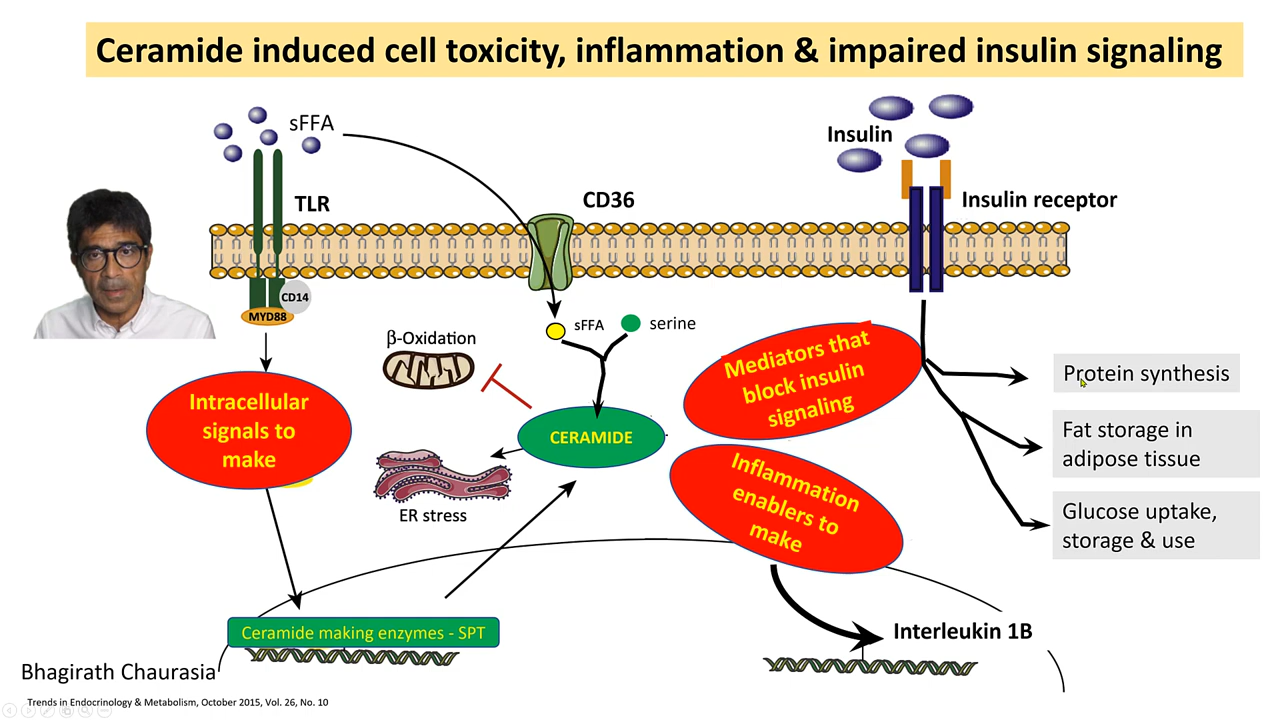 Ceramide induced cell toxicity, inflammation & impaired insulin signaling
sFFA
Insulin
TLR
CD36
Insulin receptor
CD14
MYD88
sFFA
serine
β-Oxidation
Mediators that
block insulin
signaling
Protein synthesis
Intracellular
signals to
make
CERAMIDE
Fat storage in
adipose tissue
Inflammation
enablers to
make
ER stress
Glucose uptake,
storage & use
Ceramide making enzymes - SPT
Interleukin 1B
Bhagirath Chaurasia
Trends in Endocrinology & Metabolism, October 2015, Vol. 26, No. 10